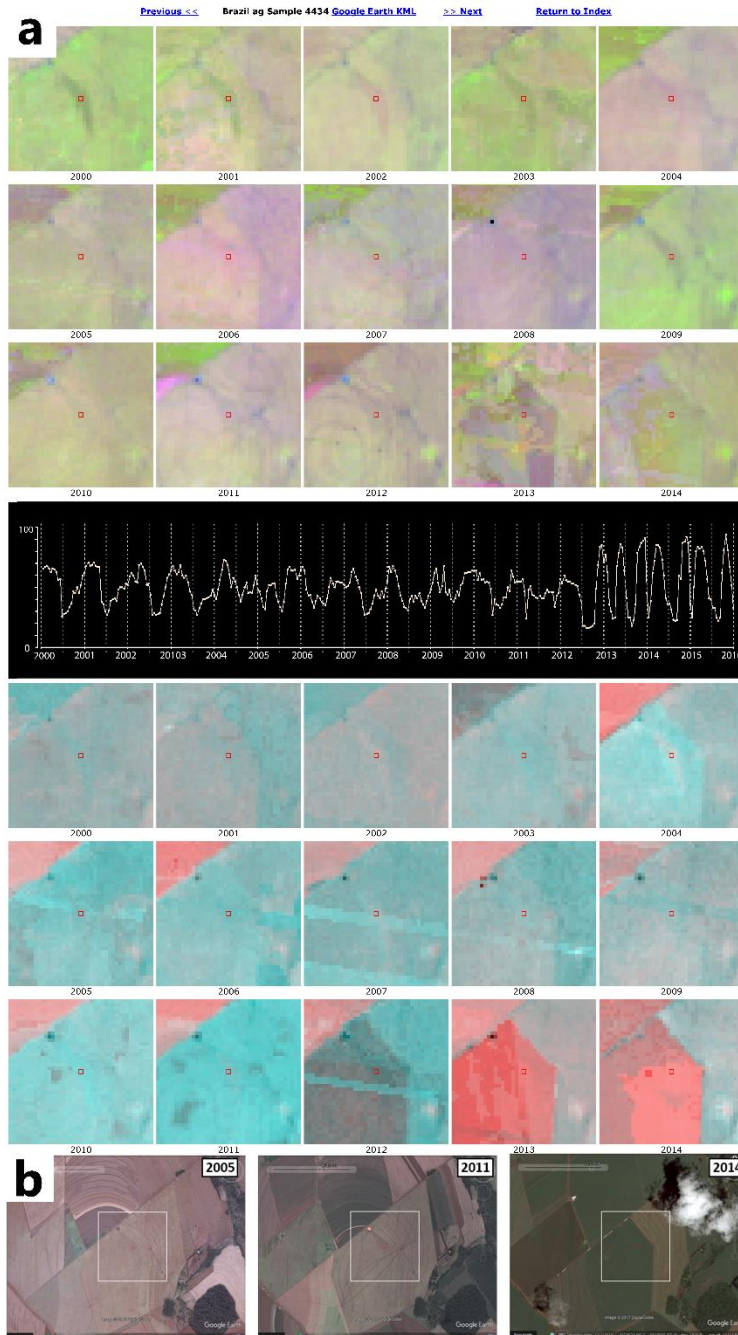 a
Previous << Brazil ag Sample 4434 Google Earth KML >> Next Return to Index
2000 2001 2002 2003 2004
2005 2006 2007 2008 2009
2010 2011 2012 2013 2014
100
0
2000 2001 2002 20103 2004 2005 2006 2007 2008 2009 2010 2011 2012 2013 2014 2015 2016
2000 2001 2002 2003 2004
2005 2006 2007 2008 2009
2010 2011 2012 2013 2014
b
2005 2011 2014
Google Earth Google Earth Google Earth